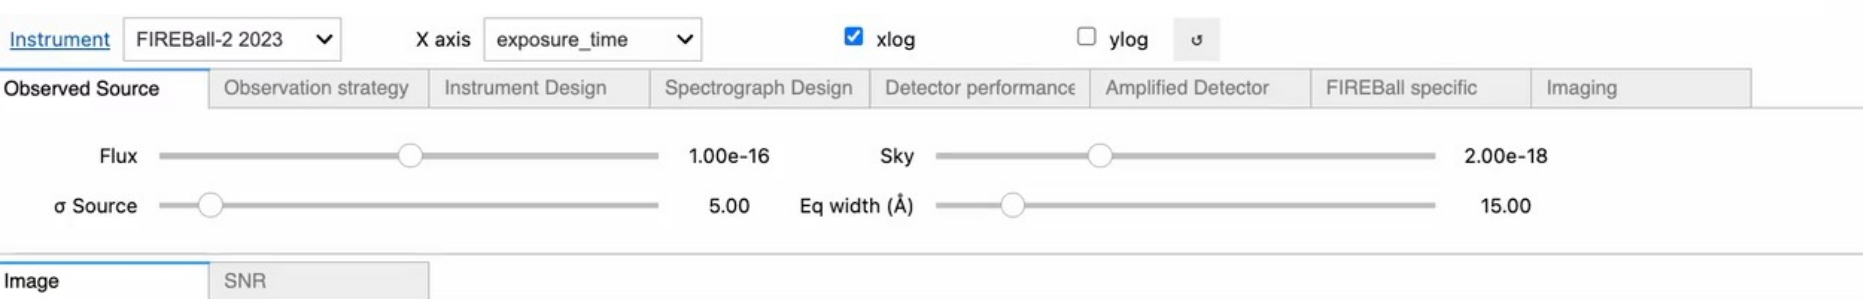 Instrument FIREBall-2 2023 X axis exposure_time xlog ylog ↺
Observed Source Observation strategy Instrument Design Spectrograph Design Detector performance Amplified Detector FIREBall specific Imaging
Flux 1.00e-16 Sky 2.00e-18
σ Source 5.00 Eq width (Å) 15.00
Image SNR